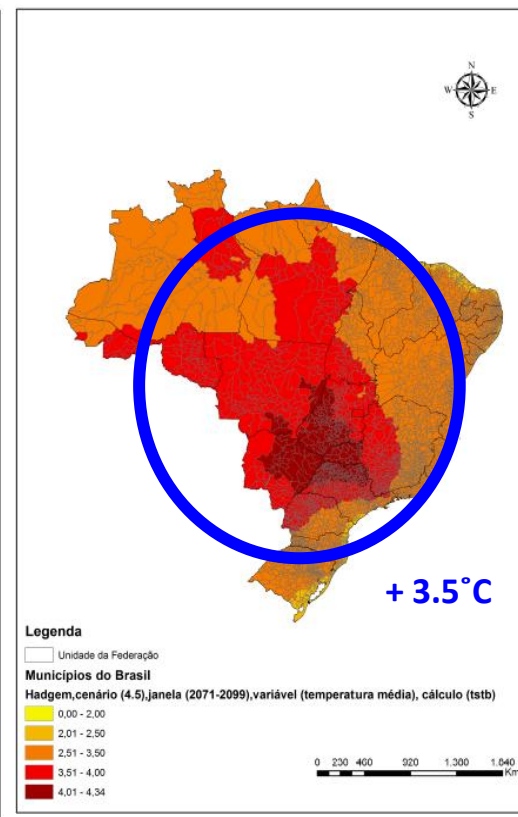 N
W E
S
+ 3.5˚C
Legenda
Unidade da Federação
Municípios do Brasil
Hadgem,cenário (4.5),janela (2071-2099),variável (temperatura média), cálculo (tstb)
0,00 - 2,00
2,01 - 2,50
2,51 - 3,50
3,51 - 4,00
4,01 - 4,34
0 230 460 920 1.380 1.840
Km